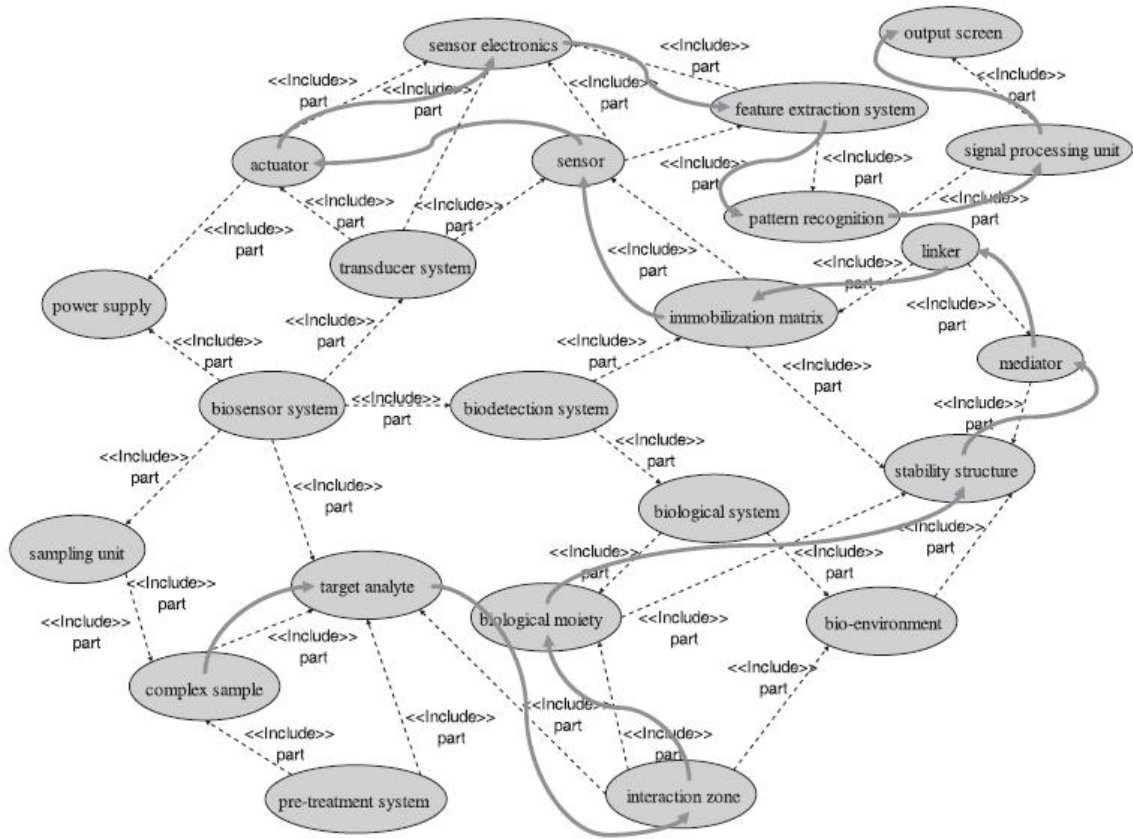 output screen
sensor electronics
<<Include>>
part
<<Include>>
part
<<Include>>
part
<<Include>>
part
<<Include>>
part
feature extraction system
actuator
sensor
signal processing unit
<<Include>>
part
<<Include>>
part
<<Include>>
part
pattern recognition
<<Include>>
part
<<Include>>
part
<<Include>>
part
<<Include>>
part
linker
transducer system
<<Include>>
part
<<Include>>
part
power supply
immobilization matrix
<<Include>>
part
<<Include>>
part
<<Include>>
part
<<Include>>
part
<<Include>>
part
mediator
biosensor system
<<Include>>
part
biodetection system
<<Include>>
part
<<Include>>
part
<<Include>>
part
stability structure
<<Include>>
part
biological system
<<Include>>
part
sampling unit
<<Include>>
part
<<Include>>
part
<<Include>>
part
target analyte
<<Include>>
part
biological moiety
bio-environment
<<Include>>
part
<<Include>>
part
<<Include>>
part
complex sample
<<Include>>
part
<<Include>>
part
<<Include>>
part
<<Include>>
part
<<Include>>
part
pre-treatment system
interaction zone